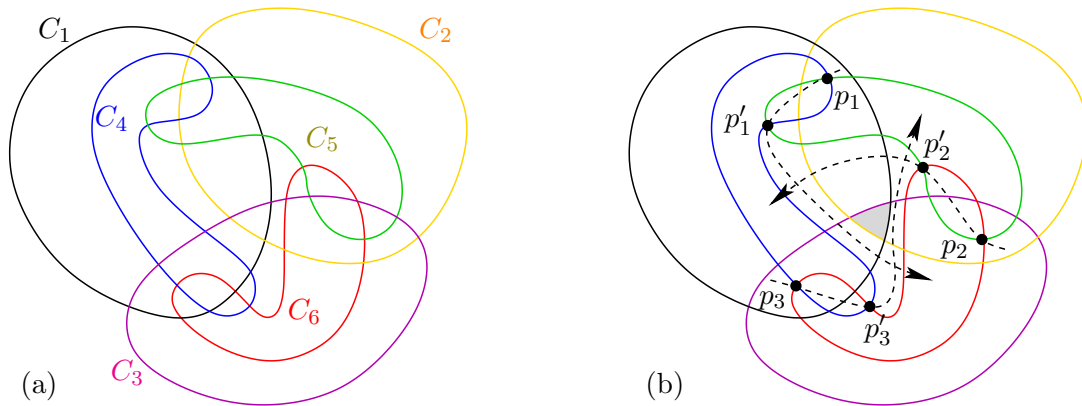 C₁
C₂
C₄
C₅
C₆
C₃
(a)
p₁
p′₁
p′₂
p₂
p₃
p′₃
(b)